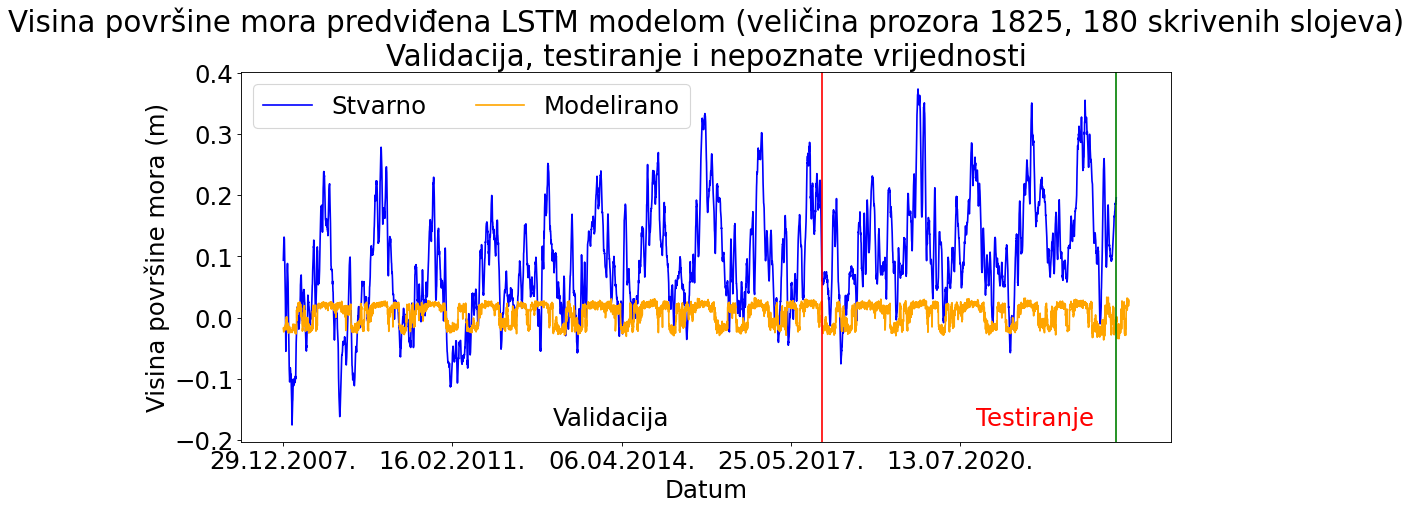 Visina površine mora predviđena LSTM modelom (veličina prozora 1825, 180 skrivenih slojeva)
Validacija, testiranje i nepoznate vrijednosti
Stvarno
Modelirano
Visina površine mora (m)
0.4
0.3
0.2
0.1
0.0
−0.1
−0.2
Validacija
Testiranje
29.12.2007.
16.02.2011.
06.04.2014.
25.05.2017.
13.07.2020.
Datum